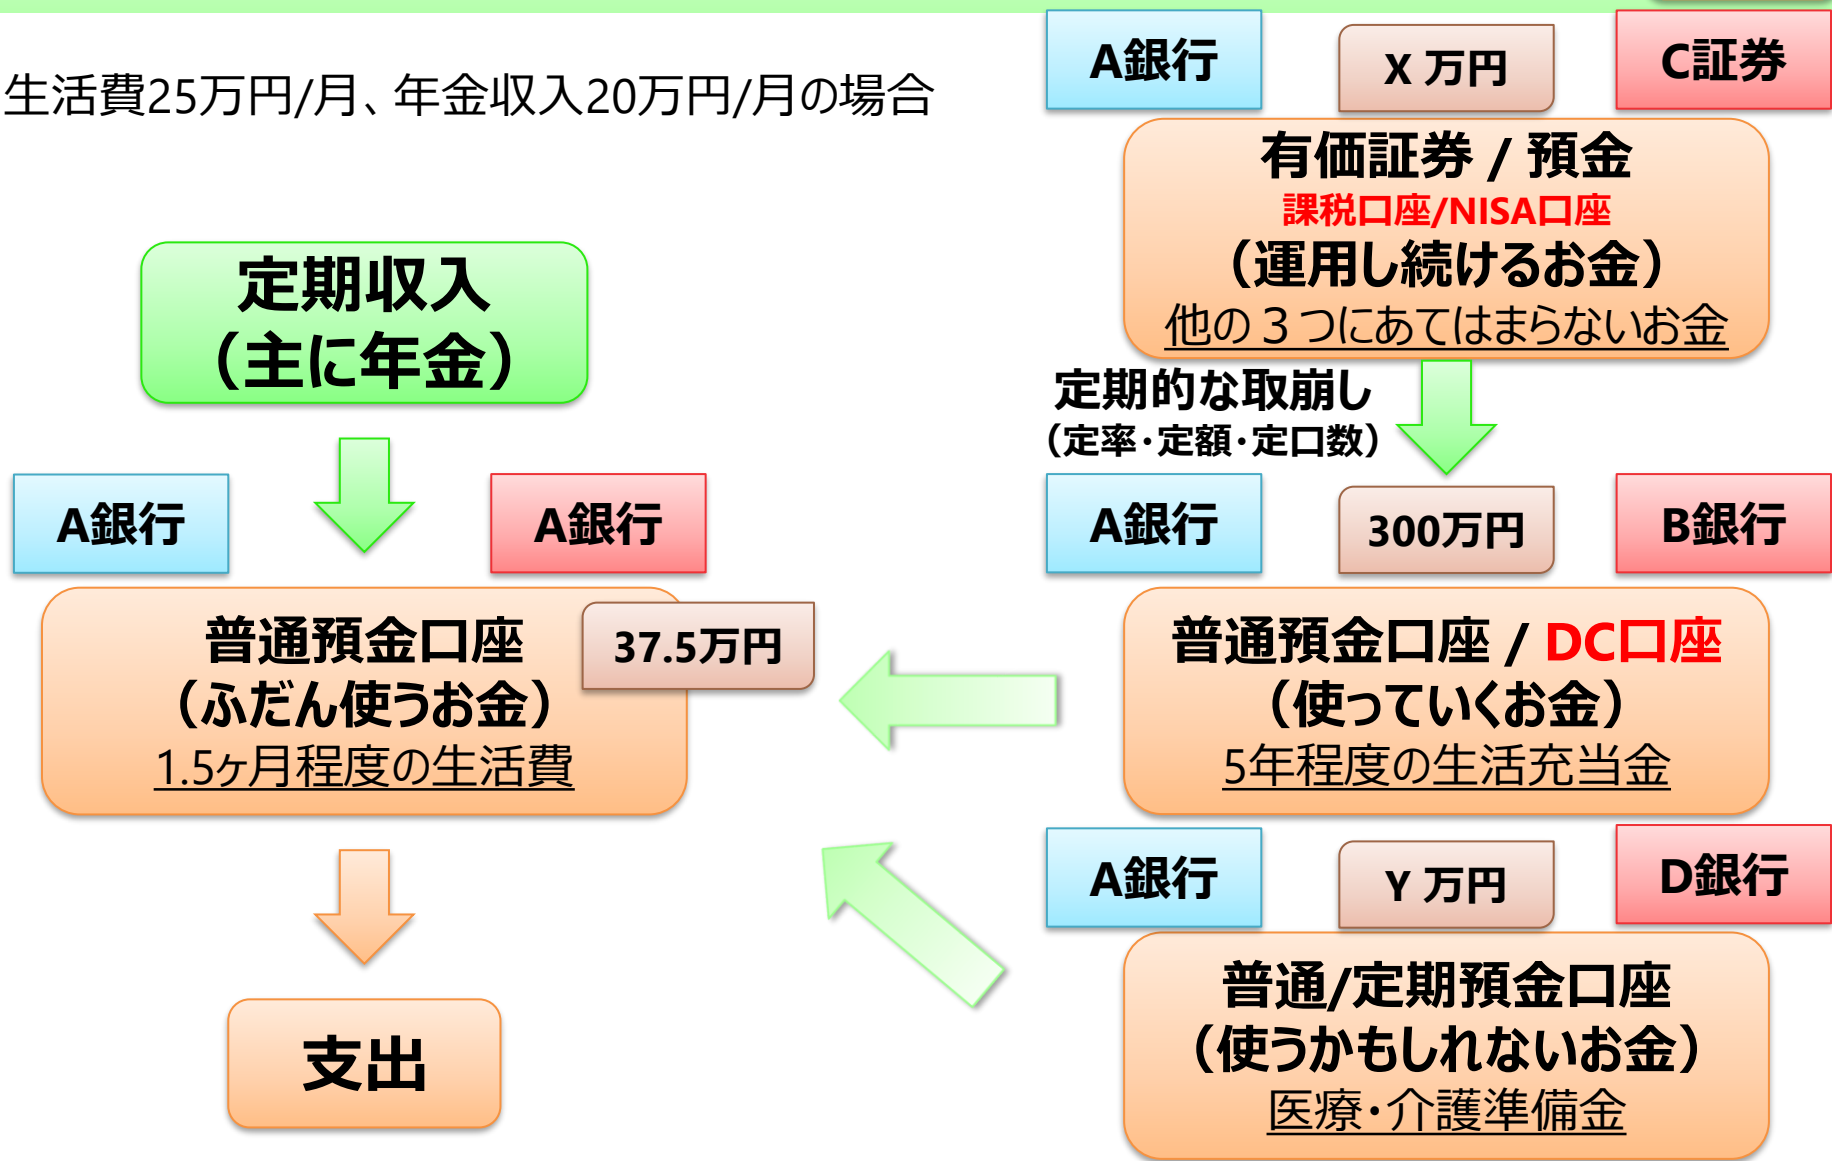 生活費25万円/月、年金収入20万円/月の場合
定期収入
（主に年金）
A銀行
A銀行
普通預金口座
（ふだん使うお金）
1.5ヶ月程度の生活費
37.5万円
支出
A銀行
X 万円
C証券
有価証券 / 預金
課税口座/NISA口座
（運用し続けるお金）
他の３つにあてはまらないお金
定期的な取崩し
（定率・定額・定口数）
A銀行
300万円
B銀行
普通預金口座 / DC口座
（使っていくお金）
5年程度の生活充当金
A銀行
Y 万円
D銀行
普通/定期預金口座
（使うかもしれないお金）
医療・介護準備金